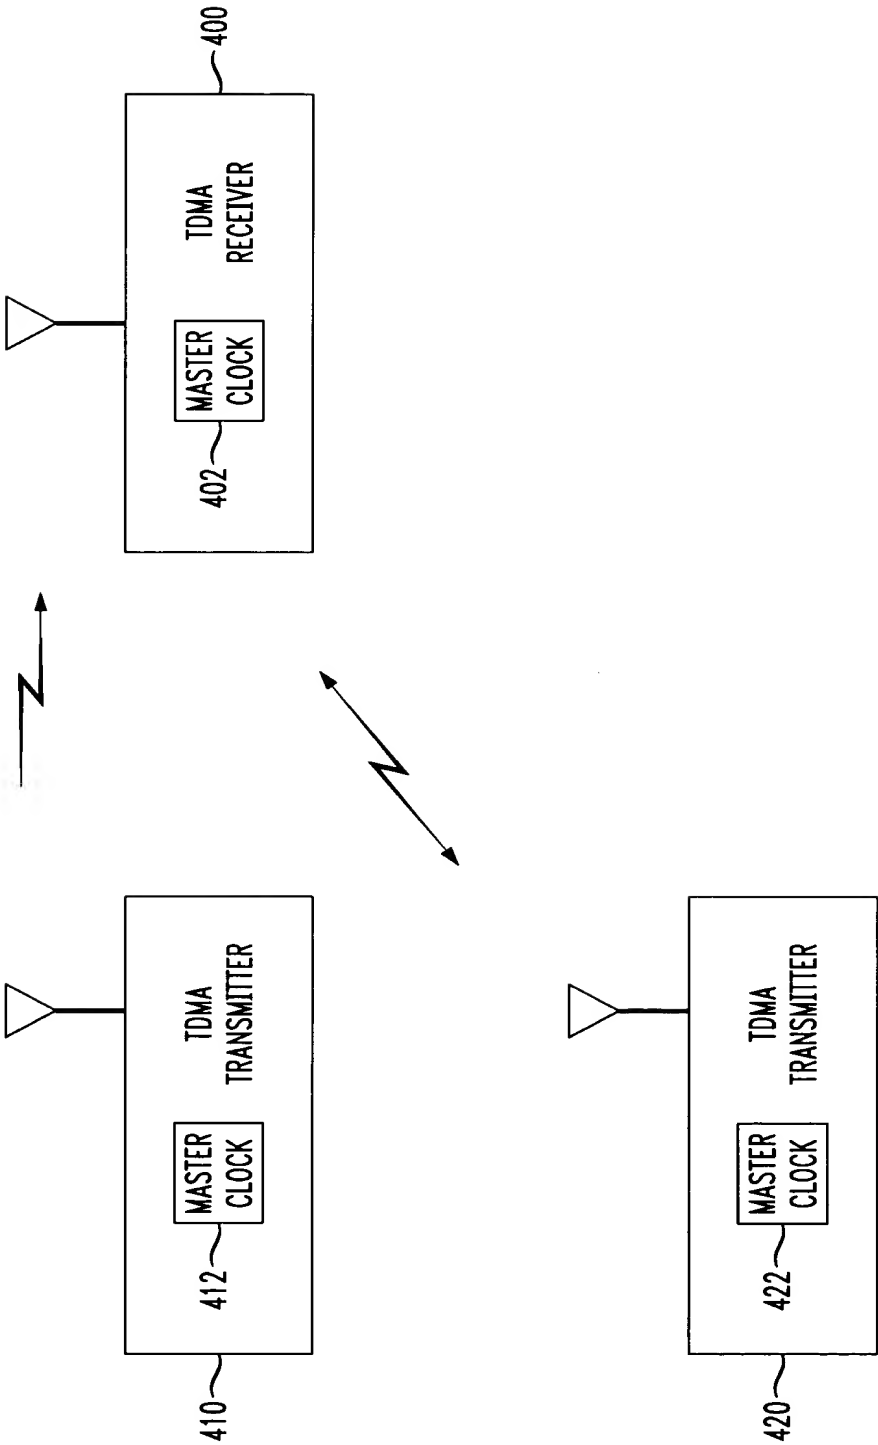 410
412
MASTER
CLOCK
TDMA
TRANSMITTER
402
MASTER
CLOCK
TDMA
RECEIVER
400
420
422
MASTER
CLOCK
TDMA
TRANSMITTER